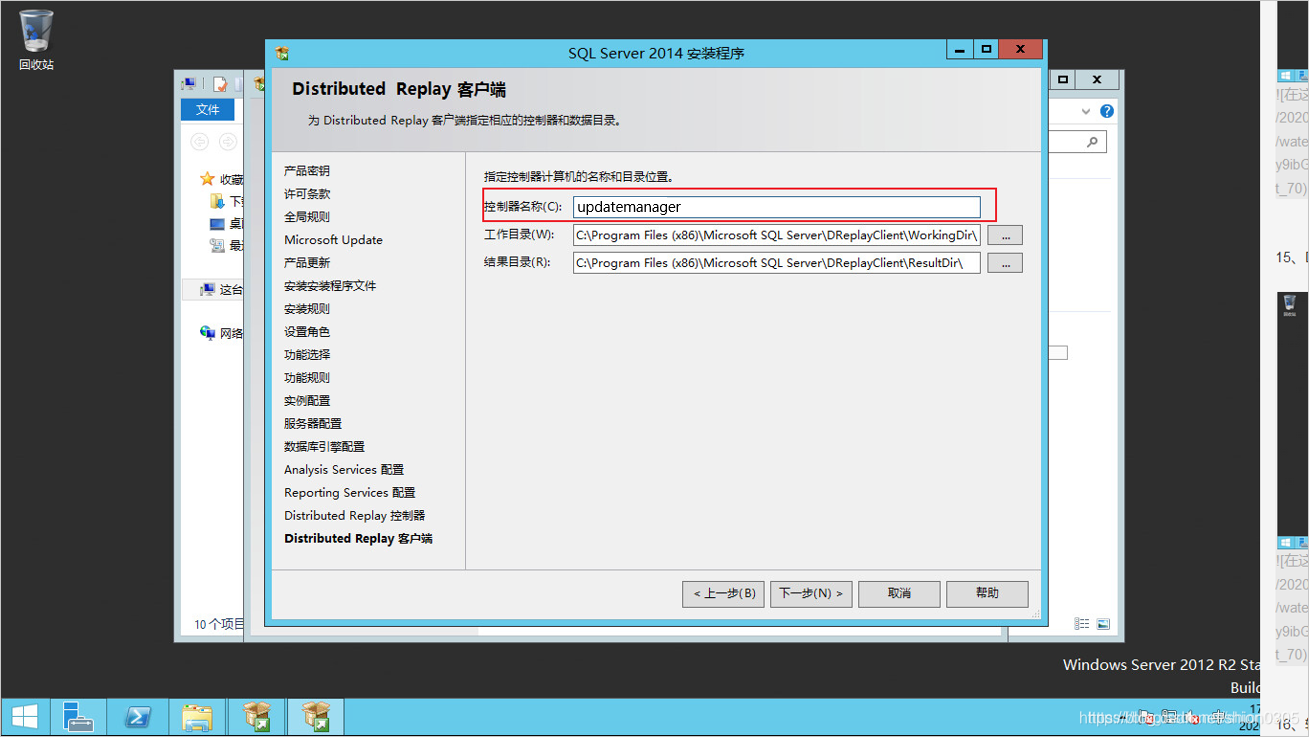 回收站
SQL Server 2014 安装程序
文件
Distributed Replay 客户端
为 Distributed Replay 客户端指定相应的控制器和数据目录。
收藏
下
桌
最
这台
网络
10 个项目
产品密钥
许可条款
全局规则
Microsoft Update
产品更新
安装安装程序文件
安装规则
设置角色
功能选择
功能规则
实例配置
服务器配置
数据库引擎配置
Analysis Services 配置
Reporting Services 配置
Distributed Replay 控制器
Distributed Replay 客户端
指定控制器计算机的名称和目录位置。
控制器名称(C): updatemanager
工作目录(W): C:\Program Files (x86)\Microsoft SQL Server\DReplayClient\WorkingDir\ ...
结果目录(R): C:\Program Files (x86)\Microsoft SQL Server\DReplayClient\ResultDir\ ...
< 上一步(B) 下一步(N) > 取消 帮助
Windows Server 2012 R2 Sta
Build
17
202
![在这
/2020
/wate
y9ibG
t_70)
15、
![在这
/2020
/wate
y9ibG
t_70)
16、